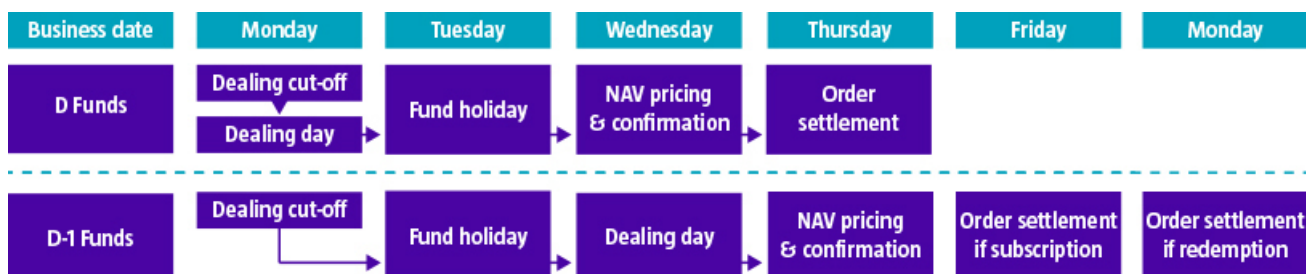 Business date Monday Tuesday Wednesday Thursday Friday Monday
D Funds
Dealing cut-off
Dealing day
Fund holiday
NAV pricing
& confirmation
Order
settlement
D-1 Funds
Dealing cut-off
Fund holiday
Dealing day
NAV pricing
& confirmation
Order settlement
if subscription
Order settlement
if redemption